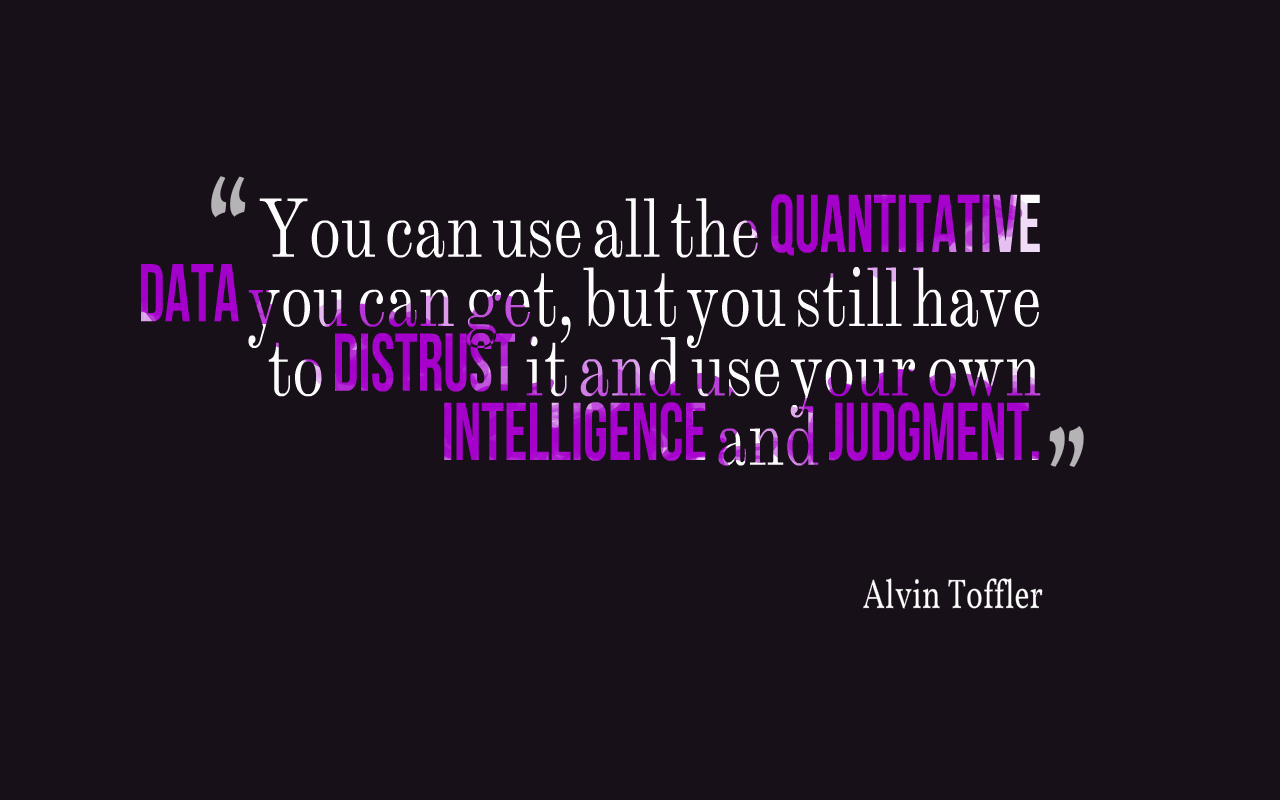 “ You can use all the QUANTITATIVE
DATA you can get, but you still have
to DISTRUST it and use your own
INTELLIGENCE and JUDGMENT. ”
Alvin Toffler